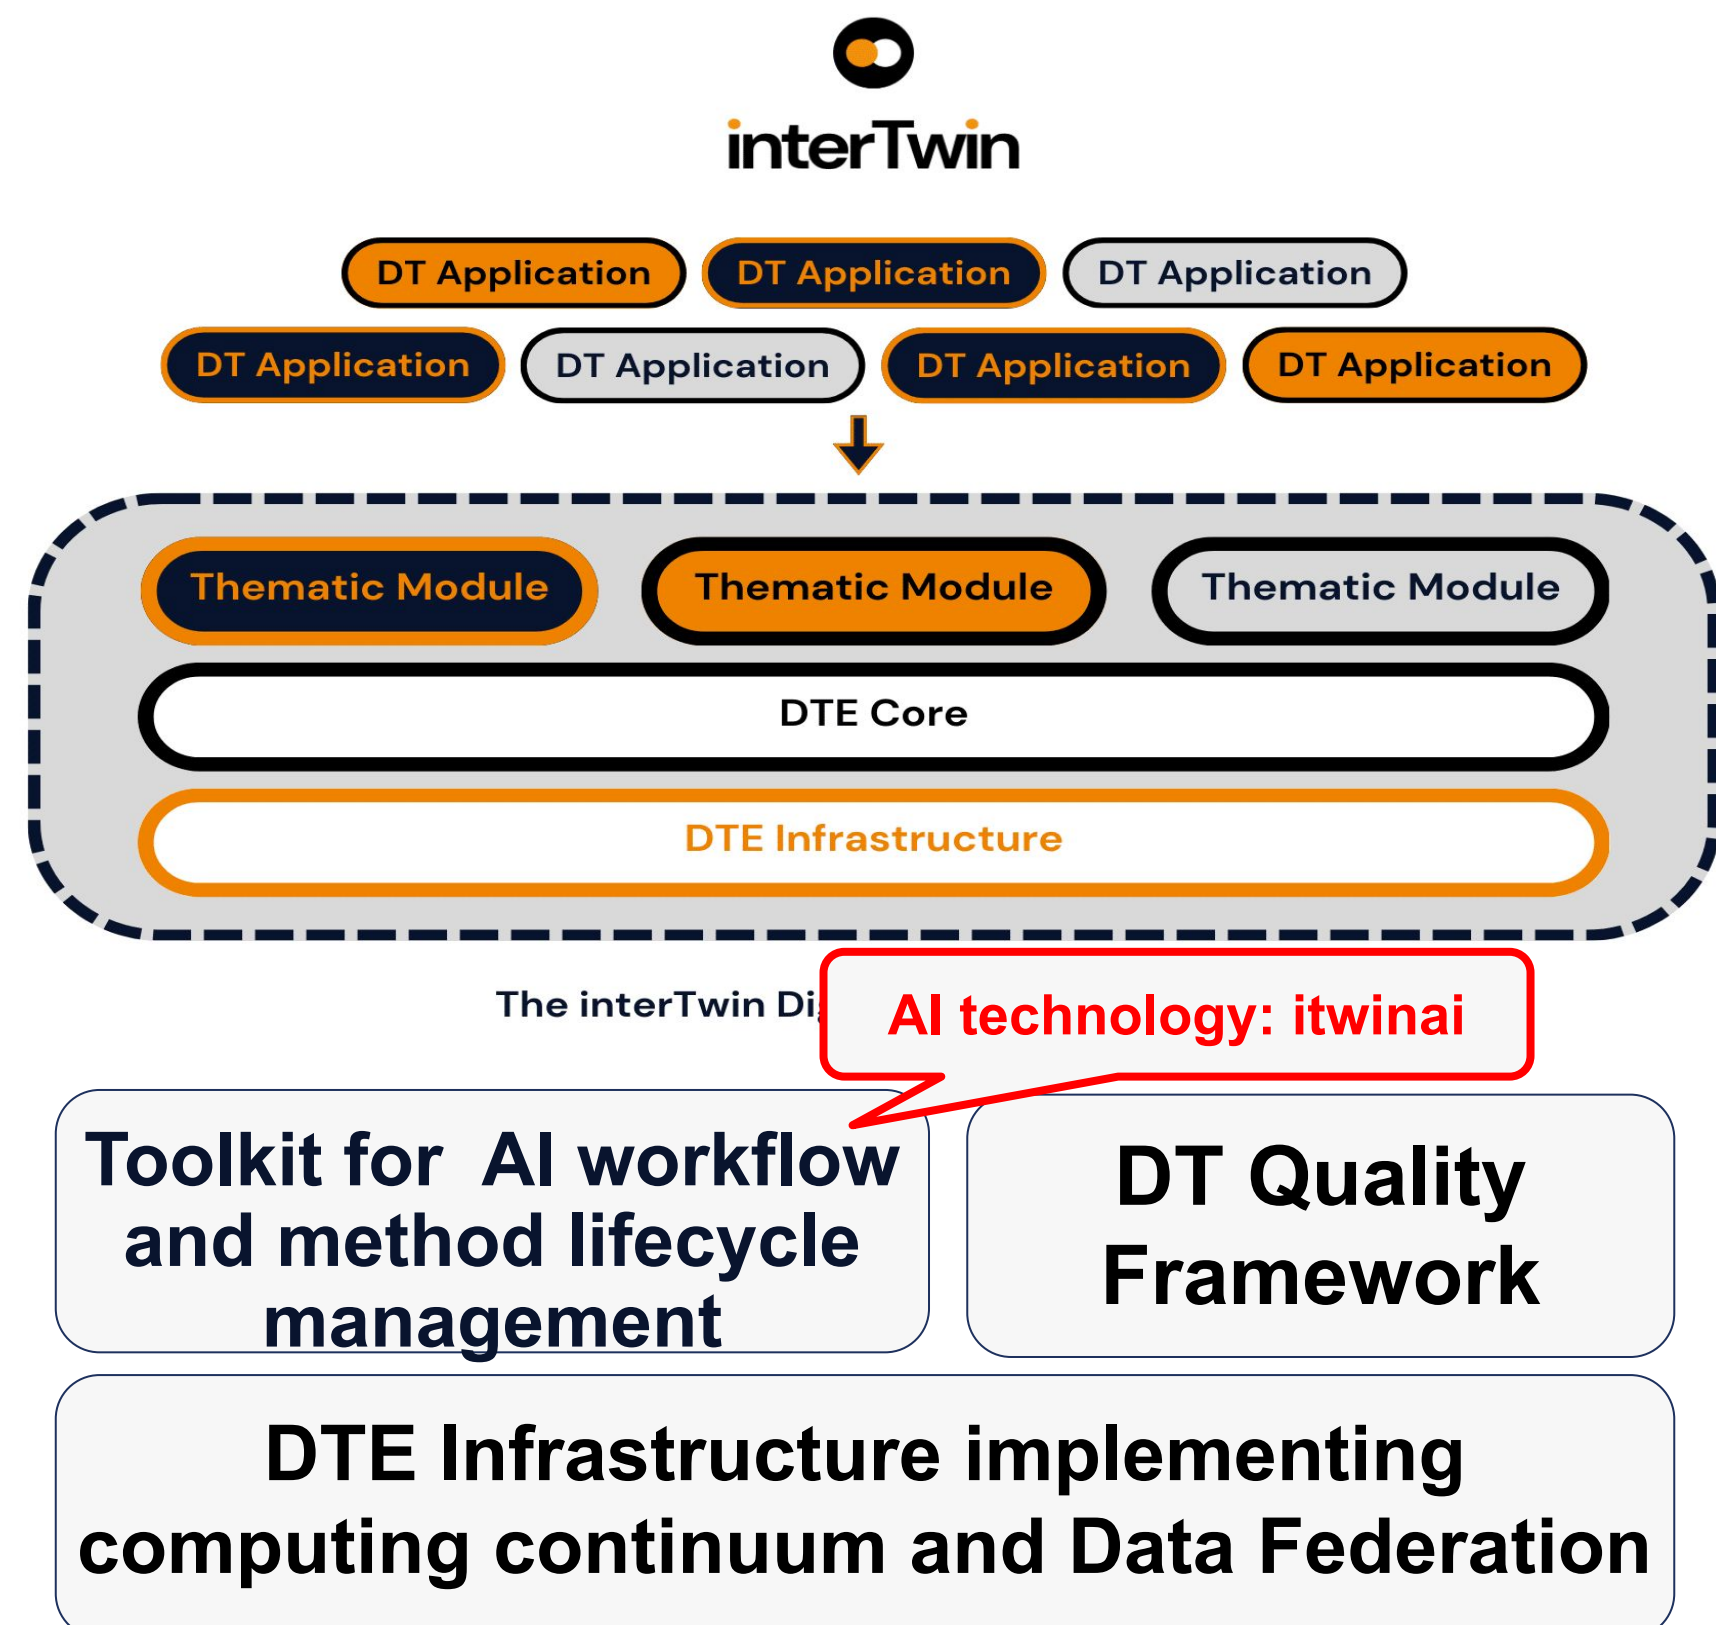 interTwin
DT Application DT Application DT Application
DT Application DT Application DT Application DT Application
Thematic Module Thematic Module Thematic Module
DTE Core
DTE Infrastructure
The interTwin
AI technology: itwinai
Toolkit for AI workflow
and method lifecycle
management
DT Quality
Framework
DTE Infrastructure implementing
computing continuum and Data Federation